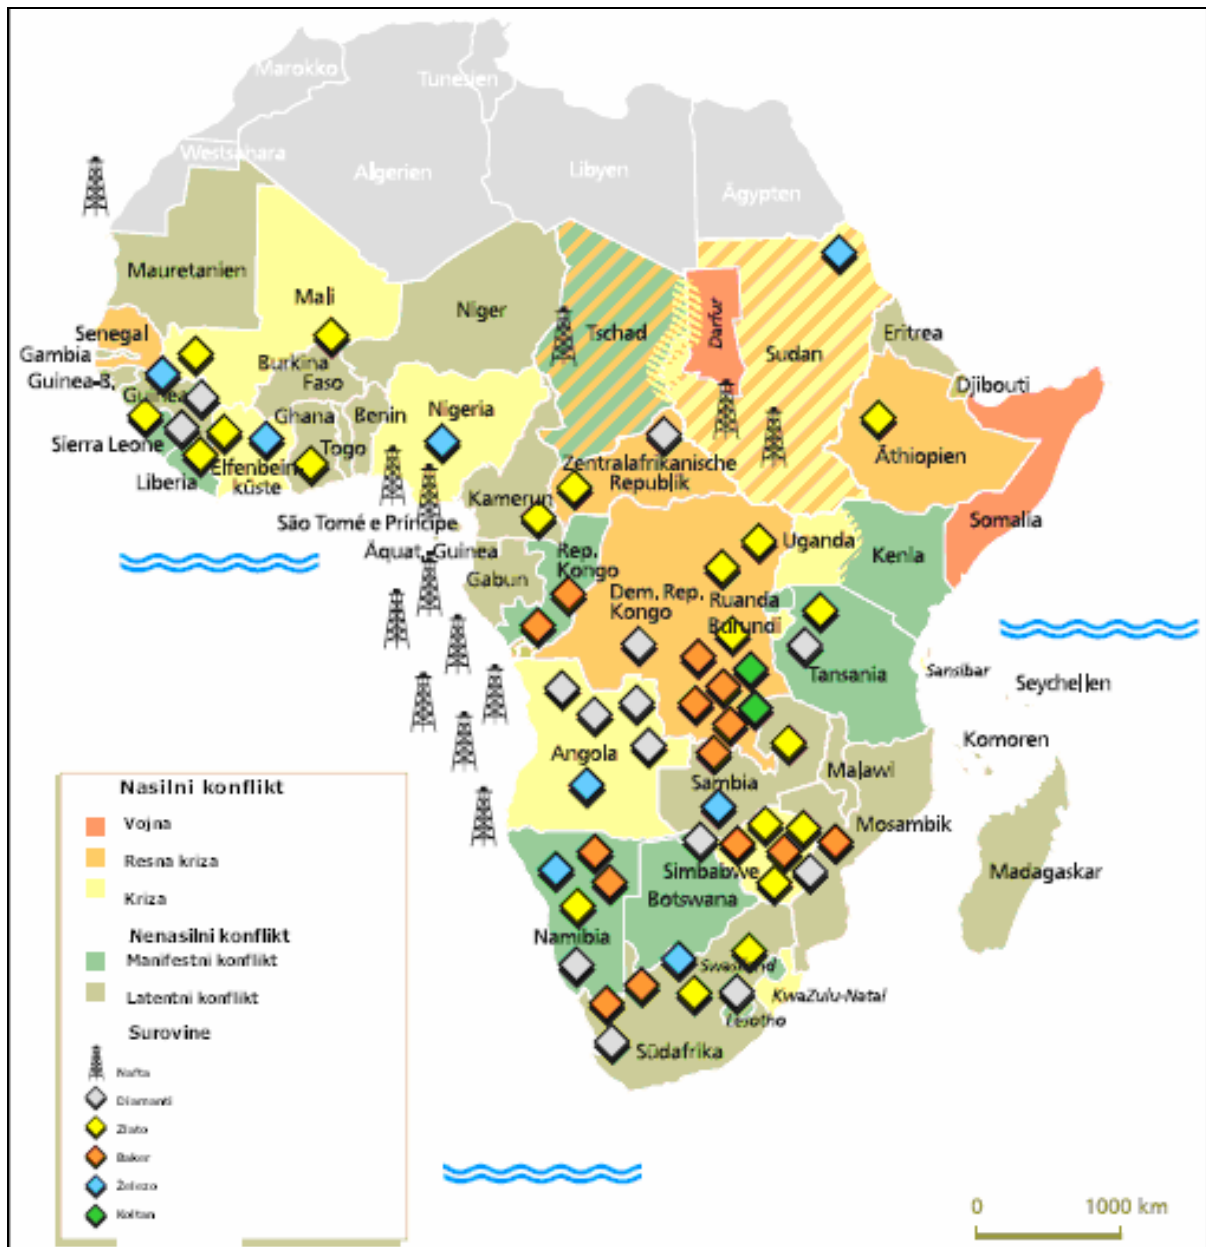 Marokko
Tunesien
Westsahara
Algerien
Libyen
Ägypten
Mauretanien
Mali
Niger
Tschad
Darfur
Sudan
Eritrea
Senegal
Gambia
Guinea-B.
Guinea
Burkina
Faso
Djibouti
Ghana
Benin
Nigeria
Sierra Leone
Togo
Liberia
Elfenbein
küste
Zentralafrikanische
Republik
Äthiopien
Kamerun
Somalia
São Tomé e Príncipe
Äquat. Guinea
Gabun
Rep.
Kongo
Uganda
Kenia
Dem. Rep.
Kongo
Ruanda
Burundi
Tansania
Sansibar
Seychellen
Komoren
Angola
Sambia
Malawi
Mosambik
Madagaskar
Simbabwe
Botswana
Namibia
KwaZulu-Natal
Lesotho
Südafrika
Nasilni konflikt
Vojna
Resna kriza
Kriza
Nenasilni konflikt
Manifestni konflikt
Latentni konflikt
Surovine
Nafta
Diamanti
Zlato
Baker
Železo
Koltan
0 1000 km